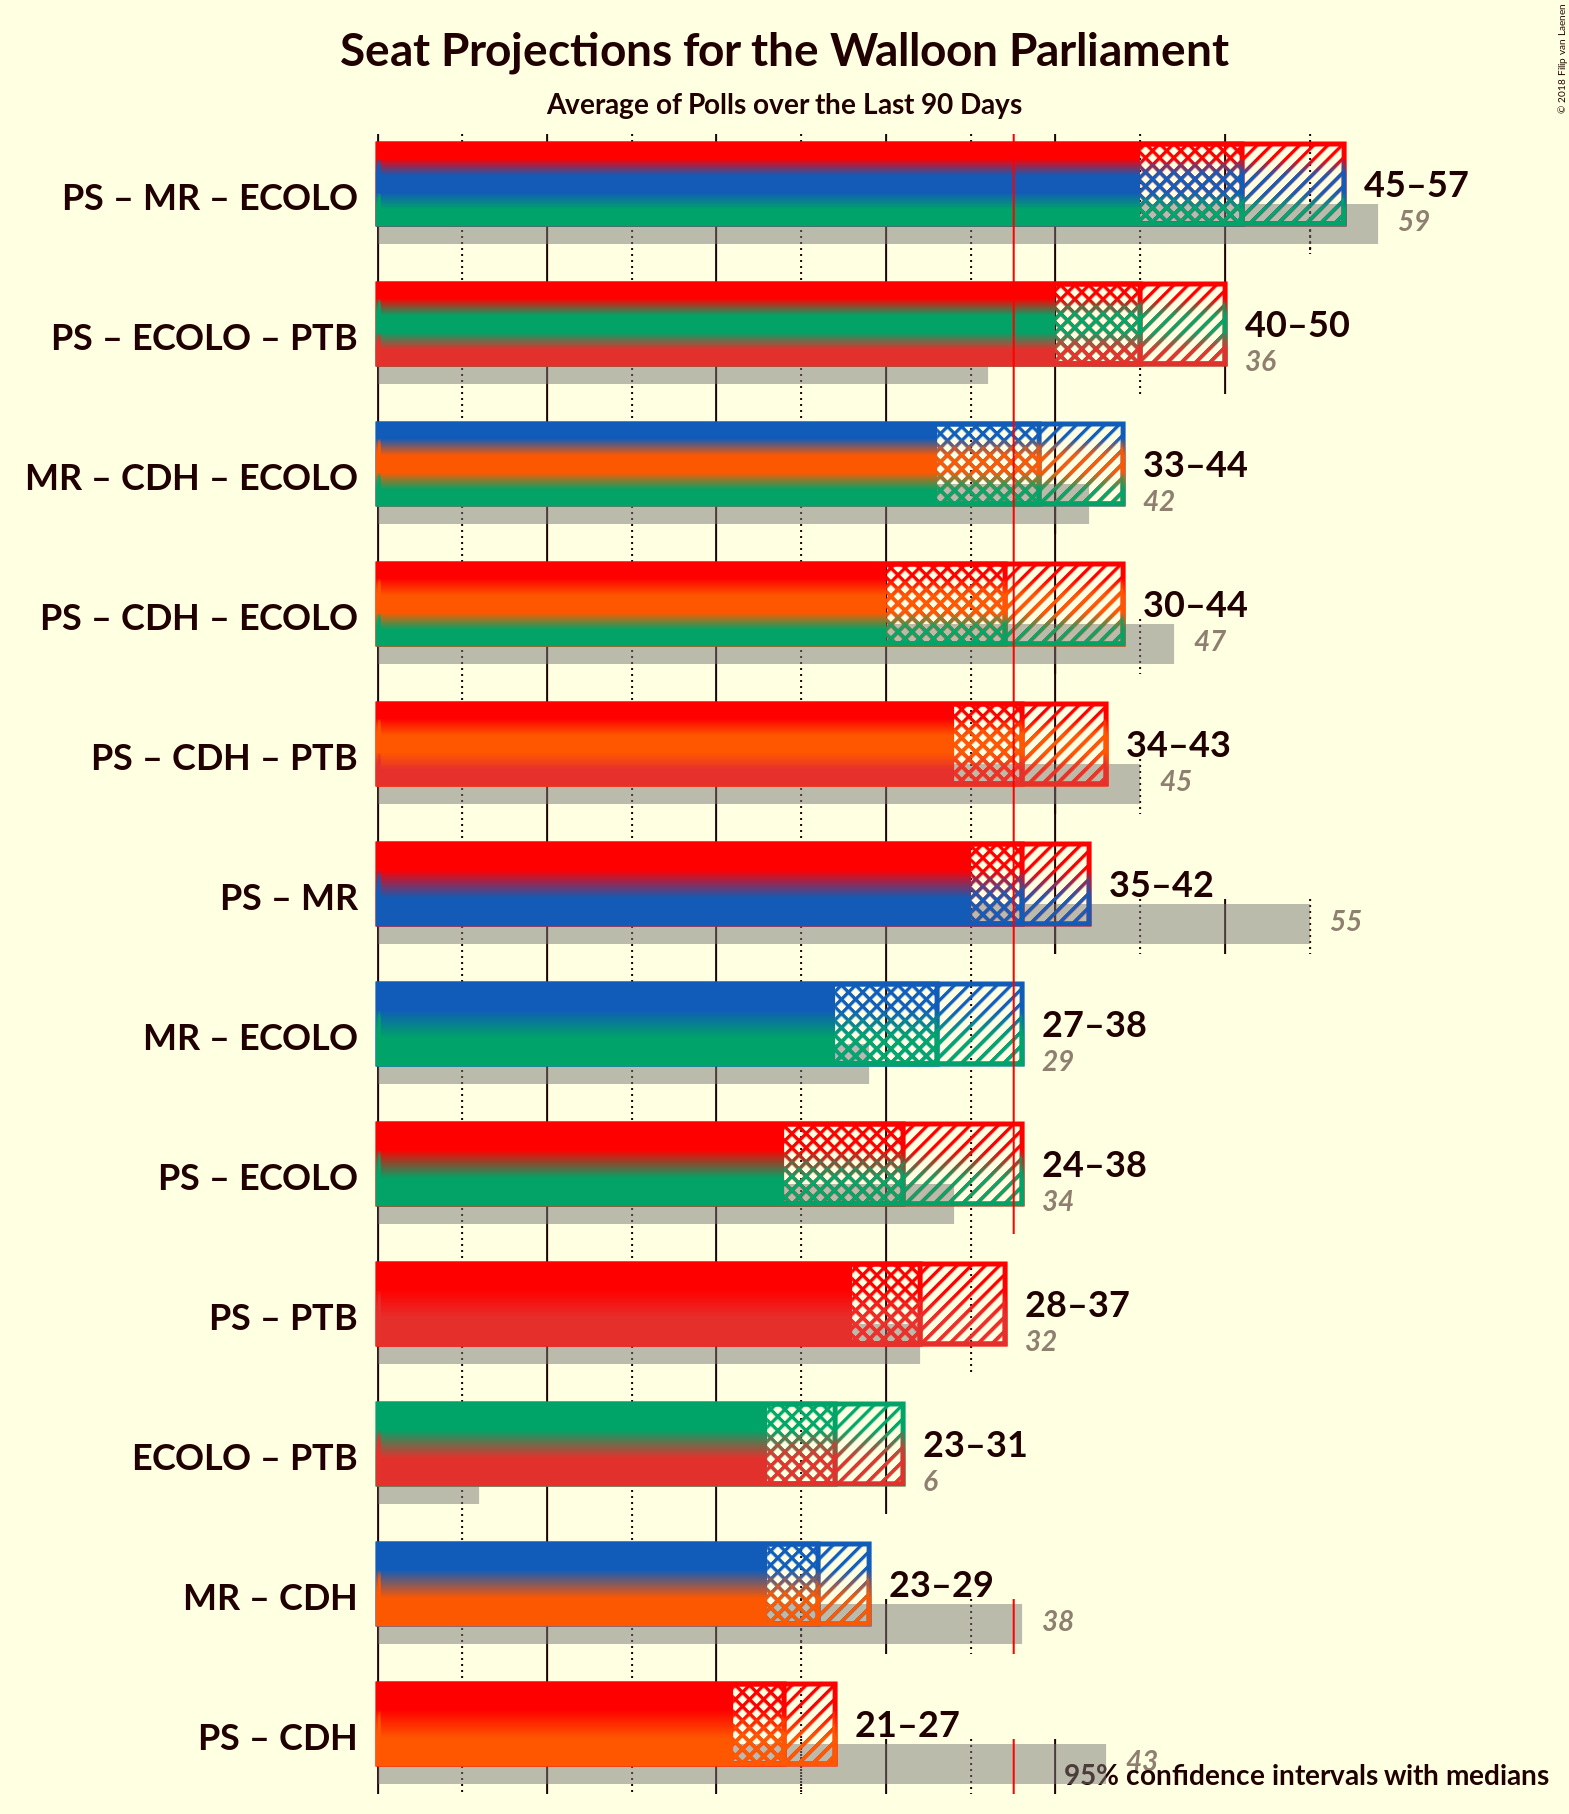 Seat Projections for the Walloon Parliament
Average of Polls over the Last 90 Days
© 2018 Filip van Laenen
PS – MR – ECOLO
45–57
59
PS – ECOLO – PTB
40–50
36
MR – CDH – ECOLO
33–44
42
PS – CDH – ECOLO
30–44
47
PS – CDH – PTB
34–43
45
PS – MR
35–42
55
MR – ECOLO
27–38
29
PS – ECOLO
24–38
34
PS – PTB
28–37
32
ECOLO – PTB
23–31
6
MR – CDH
23–29
38
PS – CDH
21–27
43
95% confidence intervals with medians